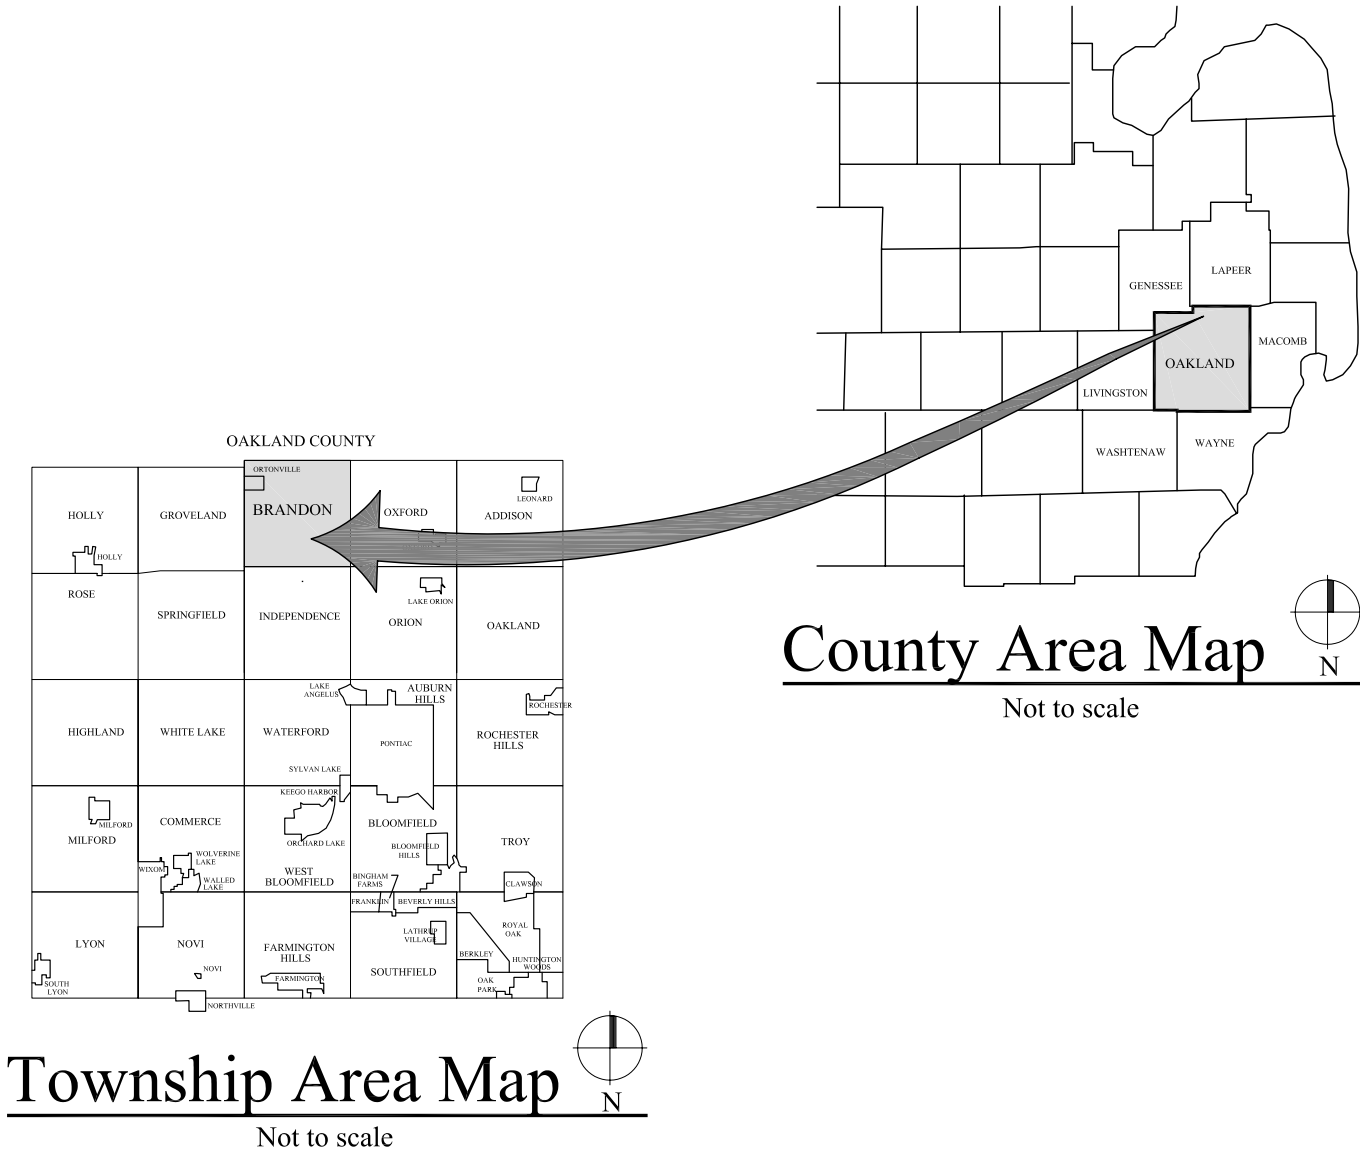 LAPEER
GENESSEE
MACOMB
OAKLAND
LIVINGSTON
WAYNE
WASHTENAW
County Area Map
N
Not to scale
OAKLAND COUNTY
ORTONVILLE
BRANDON
LEONARD
HOLLY
GROVELAND
OXFORD
ADDISON
HOLLY
ROSE
LAKE ORION
SPRINGFIELD
INDEPENDENCE
ORION
OAKLAND
LAKE
ANGELUS
AUBURN
HILLS
ROCHESTER
HIGHLAND
WHITE LAKE
WATERFORD
PONTIAC
ROCHESTER
HILLS
SYLVAN LAKE
KEEGO HARBOR
MILFORD
MILFORD
COMMERCE
ORCHARD LAKE
BLOOMFIELD
BLOOMFIELD
HILLS
TROY
WOLVERINE
LAKE
WIXOM
WALLED
LAKE
WEST
BLOOMFIELD
BINGHAM
FARMS
CLAWSON
FRANKLIN
BEVERLY HILLS
LYON
NOVI
FARMINGTON
HILLS
LATHRUP
VILLAGE
ROYAL
OAK
BERKLEY
HUNTINGTON
WOODS
SOUTH
LYON
NOVI
FARMINGTON
SOUTHFIELD
OAK
PARK
NORTHVILLE
Township Area Map
N
Not to scale